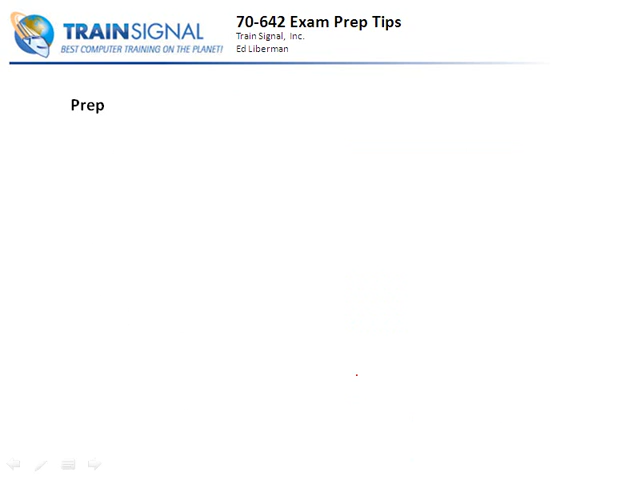 TRAINSIGNAL
BEST COMPUTER TRAINING ON THE PLANET!
70-642 Exam Prep Tips
Train Signal, Inc.
Ed Liberman
Prep